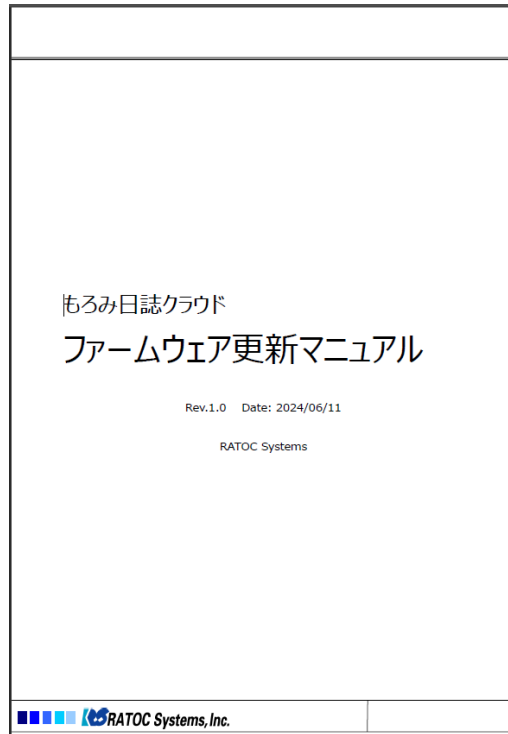 もろみ日誌クラウド
ファームウェア更新マニュアル
Rev.1.0 Date: 2024/06/11
RATOC Systems
RATOC Systems, Inc.